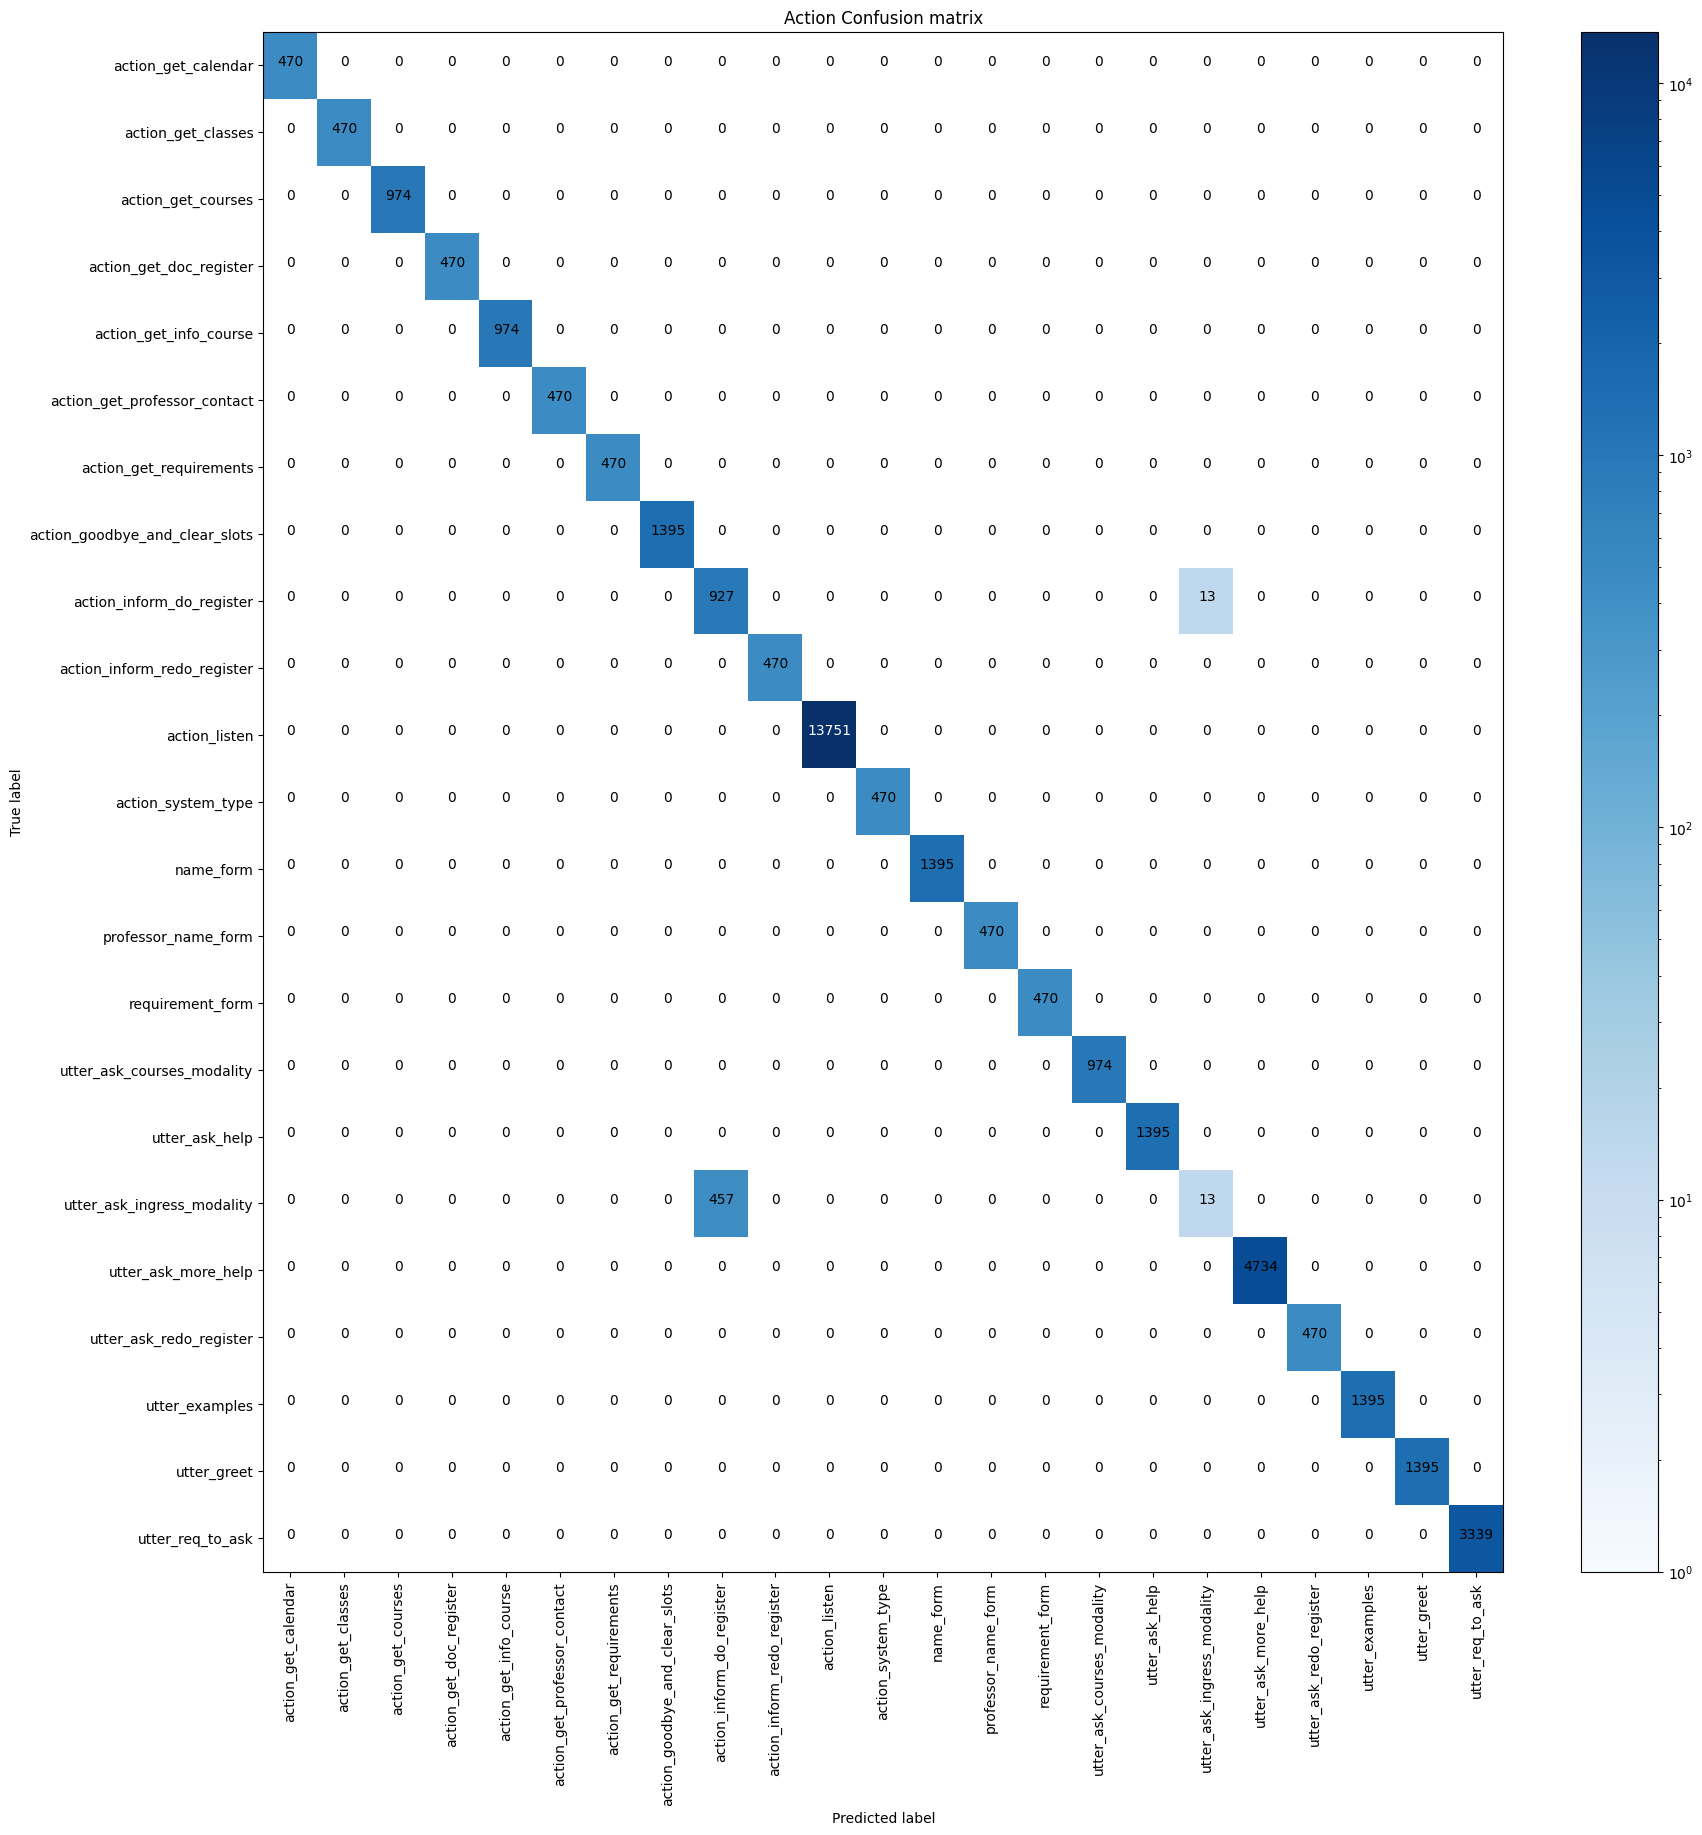 Action Confusion matrix
True label
action_get_calendar 470 0 0 0 0 0 0 0 0 0 0 0 0 0 0 0 0 0 0 0 0 0 0
action_get_classes 0 470 0 0 0 0 0 0 0 0 0 0 0 0 0 0 0 0 0 0 0 0 0
action_get_courses 0 0 974 0 0 0 0 0 0 0 0 0 0 0 0 0 0 0 0 0 0 0 0
action_get_doc_register 0 0 0 470 0 0 0 0 0 0 0 0 0 0 0 0 0 0 0 0 0 0 0
action_get_info_course 0 0 0 0 974 0 0 0 0 0 0 0 0 0 0 0 0 0 0 0 0 0 0
action_get_professor_contact 0 0 0 0 0 470 0 0 0 0 0 0 0 0 0 0 0 0 0 0 0 0 0
action_get_requirements 0 0 0 0 0 0 470 0 0 0 0 0 0 0 0 0 0 0 0 0 0 0 0
action_goodbye_and_clear_slots 0 0 0 0 0 0 0 1395 0 0 0 0 0 0 0 0 0 0 0 0 0 0 0
action_inform_do_register 0 0 0 0 0 0 0 0 927 0 0 0 0 0 0 0 0 13 0 0 0 0 0
action_inform_redo_register 0 0 0 0 0 0 0 0 0 470 0 0 0 0 0 0 0 0 0 0 0 0 0
action_listen 0 0 0 0 0 0 0 0 0 0 13751 0 0 0 0 0 0 0 0 0 0 0 0
action_system_type 0 0 0 0 0 0 0 0 0 0 0 470 0 0 0 0 0 0 0 0 0 0 0
name_form 0 0 0 0 0 0 0 0 0 0 0 0 1395 0 0 0 0 0 0 0 0 0 0
professor_name_form 0 0 0 0 0 0 0 0 0 0 0 0 0 470 0 0 0 0 0 0 0 0 0
requirement_form 0 0 0 0 0 0 0 0 0 0 0 0 0 0 470 0 0 0 0 0 0 0 0
utter_ask_courses_modality 0 0 0 0 0 0 0 0 0 0 0 0 0 0 0 974 0 0 0 0 0 0 0
utter_ask_help 0 0 0 0 0 0 0 0 0 0 0 0 0 0 0 0 1395 0 0 0 0 0 0
utter_ask_ingress_modality 0 0 0 0 0 0 0 0 457 0 0 0 0 0 0 0 0 13 0 0 0 0 0
utter_ask_more_help 0 0 0 0 0 0 0 0 0 0 0 0 0 0 0 0 0 0 4734 0 0 0 0
utter_ask_redo_register 0 0 0 0 0 0 0 0 0 0 0 0 0 0 0 0 0 0 0 470 0 0 0
utter_examples 0 0 0 0 0 0 0 0 0 0 0 0 0 0 0 0 0 0 0 0 1395 0 0
utter_greet 0 0 0 0 0 0 0 0 0 0 0 0 0 0 0 0 0 0 0 0 0 1395 0
utter_req_to_ask 0 0 0 0 0 0 0 0 0 0 0 0 0 0 0 0 0 0 0 0 0 0 3339
action_get_calendar
action_get_classes
action_get_courses
action_get_doc_register
action_get_info_course
action_get_professor_contact
action_get_requirements
action_goodbye_and_clear_slots
action_inform_do_register
action_inform_redo_register
action_listen
action_system_type
name_form
professor_name_form
requirement_form
utter_ask_courses_modality
utter_ask_help
utter_ask_ingress_modality
utter_ask_more_help
utter_ask_redo_register
utter_examples
utter_greet
utter_req_to_ask
Predicted label
10⁴
10³
10²
10¹
10⁰